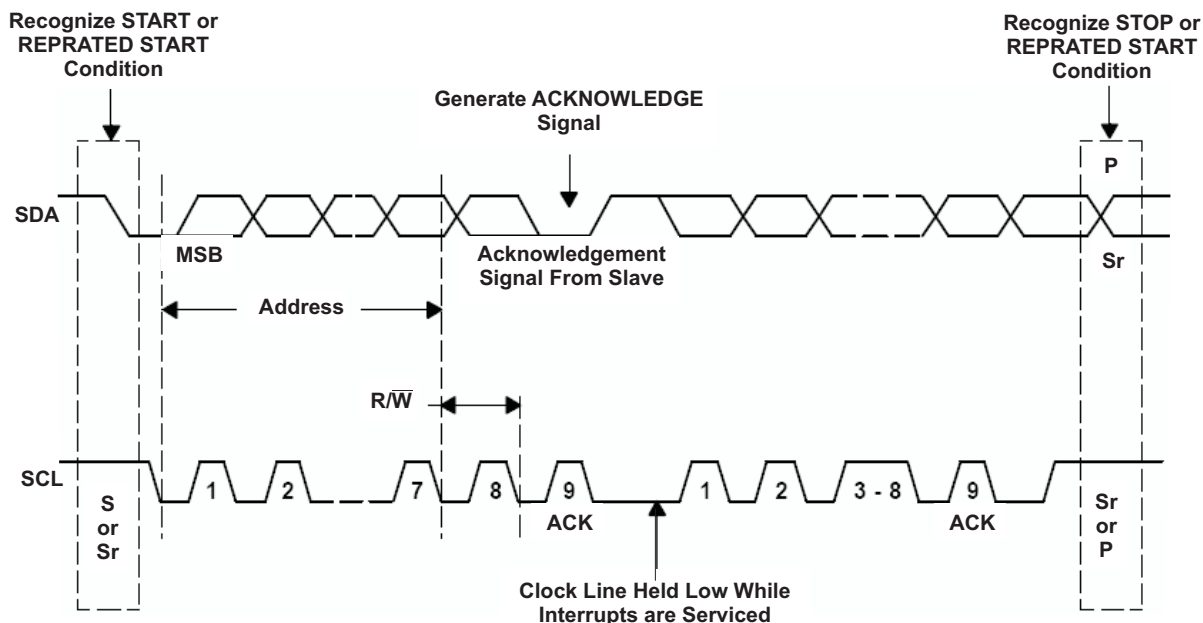 Recognize START or
REPRATED START
Condition
Recognize STOP or
REPRATED START
Condition
Generate ACKNOWLEDGE
Signal
P
SDA
MSB
Acknowledgement
Signal From Slave
Sr
Address
R/W̅
SCL
1
2
7
8
9
1
2
3 - 8
9
ACK
ACK
S
or
Sr
Sr
or
P
Clock Line Held Low While
Interrupts are Serviced